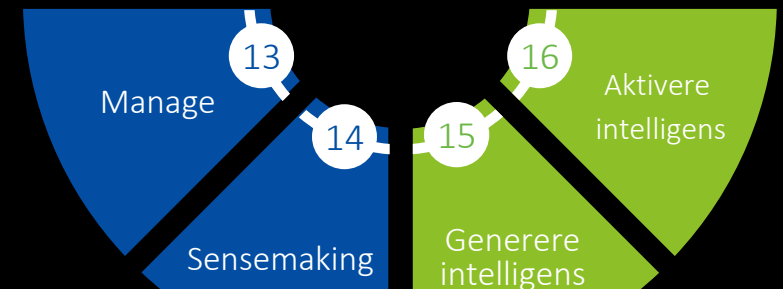 13
Manage
14
Sensemaking
15
Generere
intelligens
16
Aktivere
intelligens